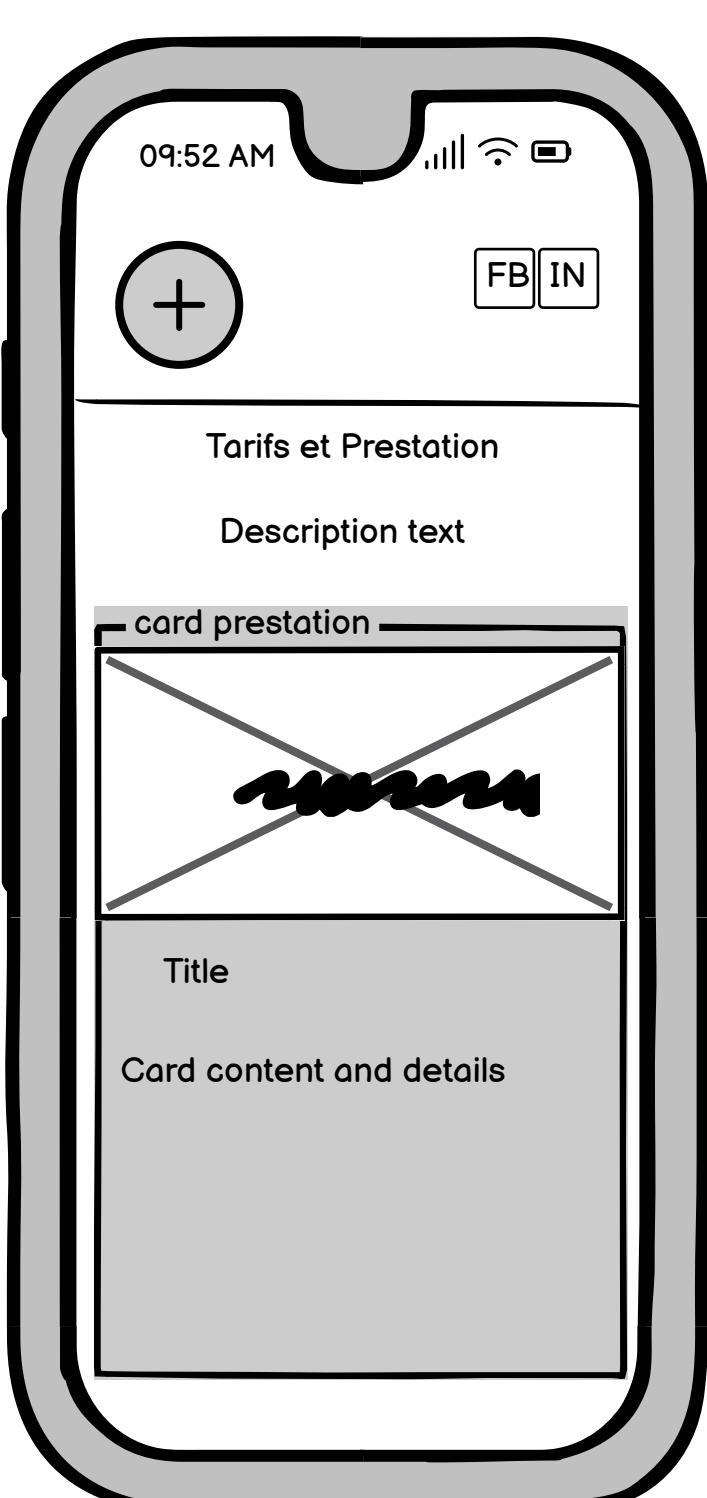 09:52 AM
FB IN
Tarifs et Prestation
Description text
card prestation
Title
Card content and details